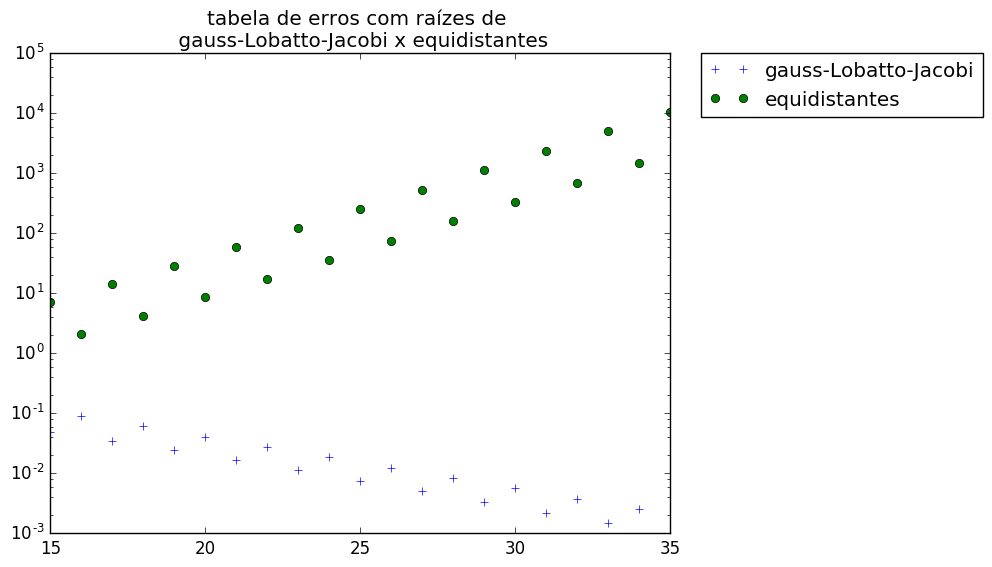 tabela de erros com raízes de
gauss-Lobatto-Jacobi x equidistantes
10^5
10^4
10^3
10^2
10^1
10^0
10^-1
10^-2
10^-3
15 20 25 30 35
gauss-Lobatto-Jacobi
equidistantes